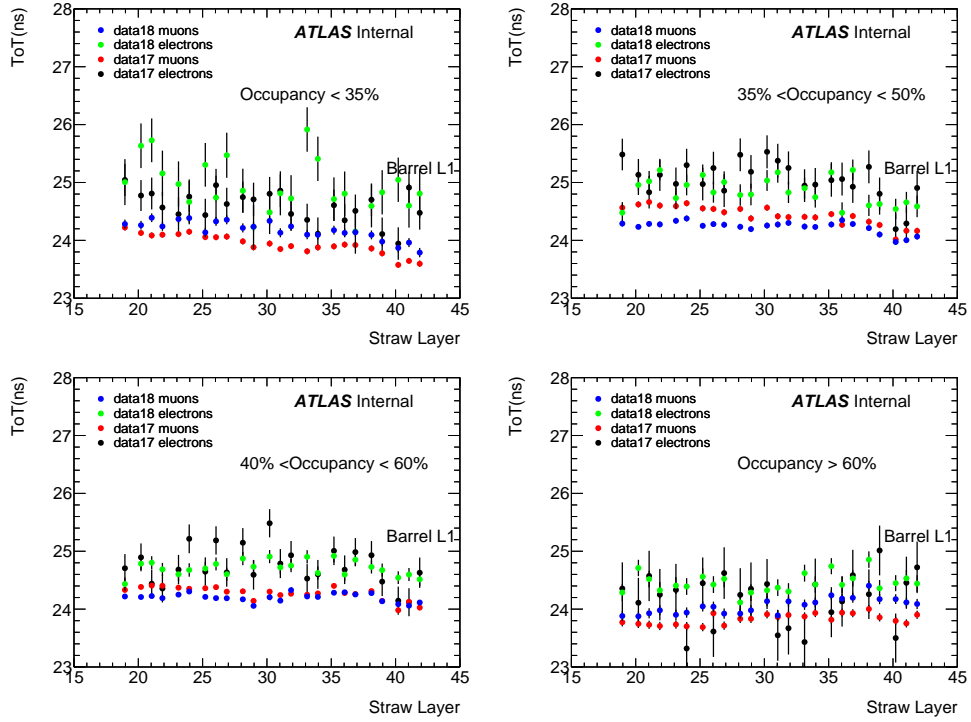 ToT(ns)
28
27
26
25
24
23
data18 muons
data18 electrons
data17 muons
data17 electrons
ATLAS Internal
Occupancy < 35%
Barrel L1
15 20 25 30 35 40 45
Straw Layer
ToT(ns)
28
27
26
25
24
23
data18 muons
data18 electrons
data17 muons
data17 electrons
ATLAS Internal
35% <Occupancy < 50%
Barrel L1
15 20 25 30 35 40 45
Straw Layer
ToT(ns)
28
27
26
25
24
23
data18 muons
data18 electrons
data17 muons
data17 electrons
ATLAS Internal
40% <Occupancy < 60%
Barrel L1
15 20 25 30 35 40 45
Straw Layer
ToT(ns)
28
27
26
25
24
23
data18 muons
data18 electrons
data17 muons
data17 electrons
ATLAS Internal
Occupancy > 60%
Barrel L1
15 20 25 30 35 40 45
Straw Layer